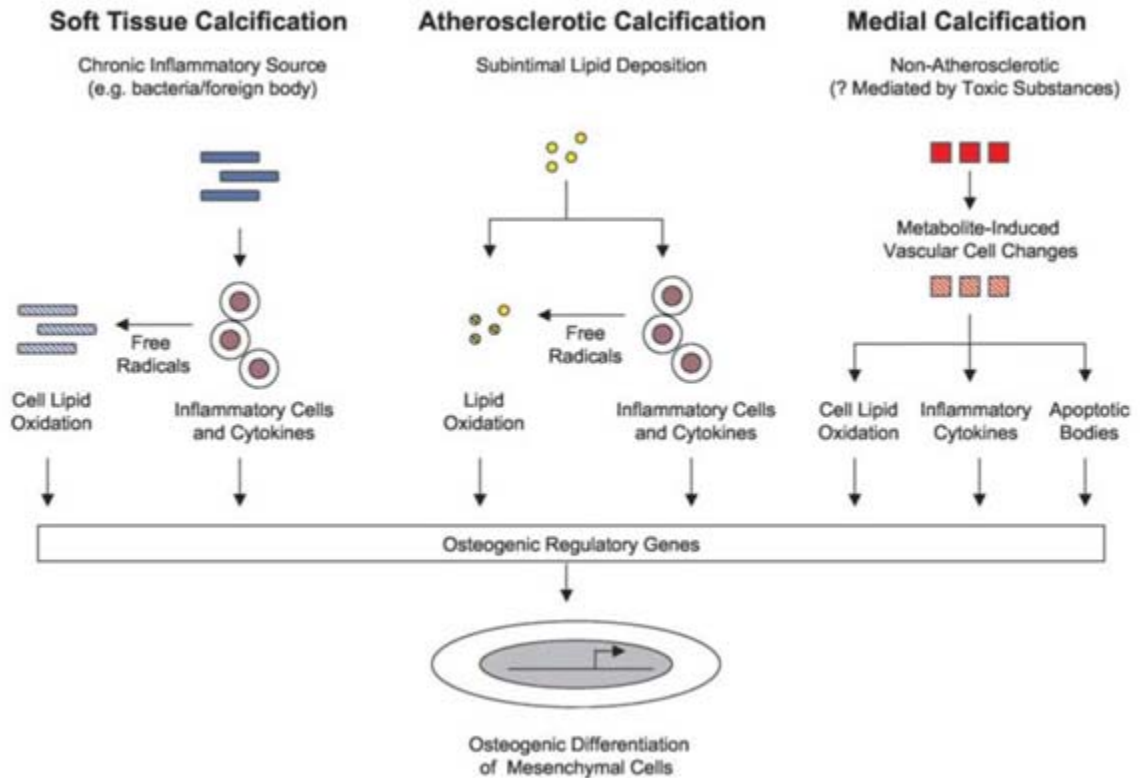 Soft Tissue Calcification
Chronic Inflammatory Source
(e.g. bacteria/foreign body)
Free
Radicals
Cell Lipid
Oxidation
Inflammatory Cells
and Cytokines
Atherosclerotic Calcification
Subintimal Lipid Deposition
Free
Radicals
Lipid
Oxidation
Inflammatory Cells
and Cytokines
Medial Calcification
Non-Atherosclerotic
(? Mediated by Toxic Substances)
Metabolite-Induced
Vascular Cell Changes
Cell Lipid
Oxidation
Inflammatory
Cytokines
Apoptotic
Bodies
Osteogenic Regulatory Genes
Osteogenic Differentiation
of Mesenchymal Cells